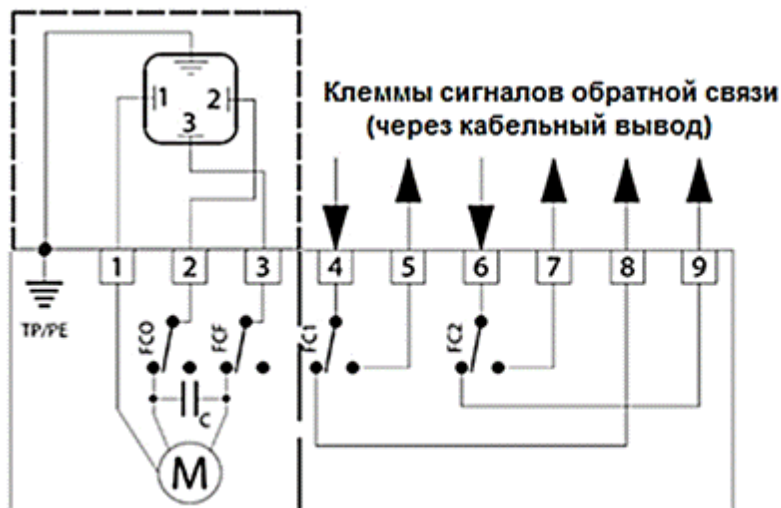 1 2
3
Клеммы сигналов обратной связи
(через кабельный вывод)
1 2 3 4 5 6 7 8 9
TP/PE
FCO
FCF
FC1
FC2
C
M